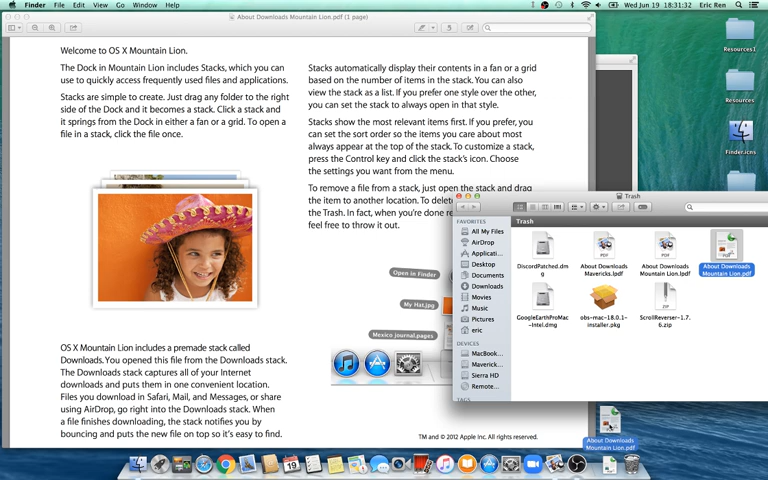 Finder File Edit View Go Window Help
Wed Jun 19 18:31:32 Eric Ren
About Downloads Mountain Lion.pdf (1 page)
Welcome to OS X Mountain Lion.
The Dock in Mountain Lion includes Stacks, which you can
use to quickly access frequently used files and applications.
Stacks are simple to create. Just drag any folder to the right
side of the Dock and it becomes a stack. Click a stack and
it springs from the Dock in either a fan or a grid. To open a
file in a stack, click the file once.
OS X Mountain Lion includes a premade stack called
Downloads. You opened this file from the Downloads stack.
The Downloads stack captures all of your Internet
downloads and puts them in one convenient location.
Files you download in Safari, Mail, and Messages, or share
using AirDrop, go right into the Downloads stack. When
a file finishes downloading, the stack notifies you by
bouncing and puts the new file on top so it's easy to find.
Stacks automatically display their contents in a fan or a grid
based on the number of items in the stack. You can also
view the stack as a list. If you prefer one style over the other,
you can set the stack to always open in that style.
Stacks show the most relevant items first. If you prefer, you
can set the sort order so the items you care about most
always appear at the top of the stack. To customize a stack,
press the Control key and click the stack's icon. Choose
the settings you want from the menu.
To remove a file from a stack, just open the stack and drag
the item to another location. To delet
the Trash. In fact, when you're done r
feel free to throw it out.
Open in Finder
My Hat.jpg
Mexico journal.pages
TM and © 2012 Apple Inc. All rights reserved.
Resources1
Resources
Finder.icns
Trash
Trash
FAVORITES
All My Files
AirDrop
Applicati...
Desktop
Documents
Downloads
Movies
Music
Pictures
eric
DEVICES
MacBook...
Maverick...
Sierra HD
Remote...
TAGS
DiscordPatched.dm
g
About Downloads
Mavericks.lpdf
About Downloads
Mountain Lion.lpdf
About Downloads
Mountain Lion.pdf
GoogleEarthProMac
-Intel.dmg
obs-mac-18.0.1-
installer.pkg
ScrollReverser-1.7.
6.zip
PDF
PDF
PDF
ZIP
About Downloads
Mountain Lion.pdf
19